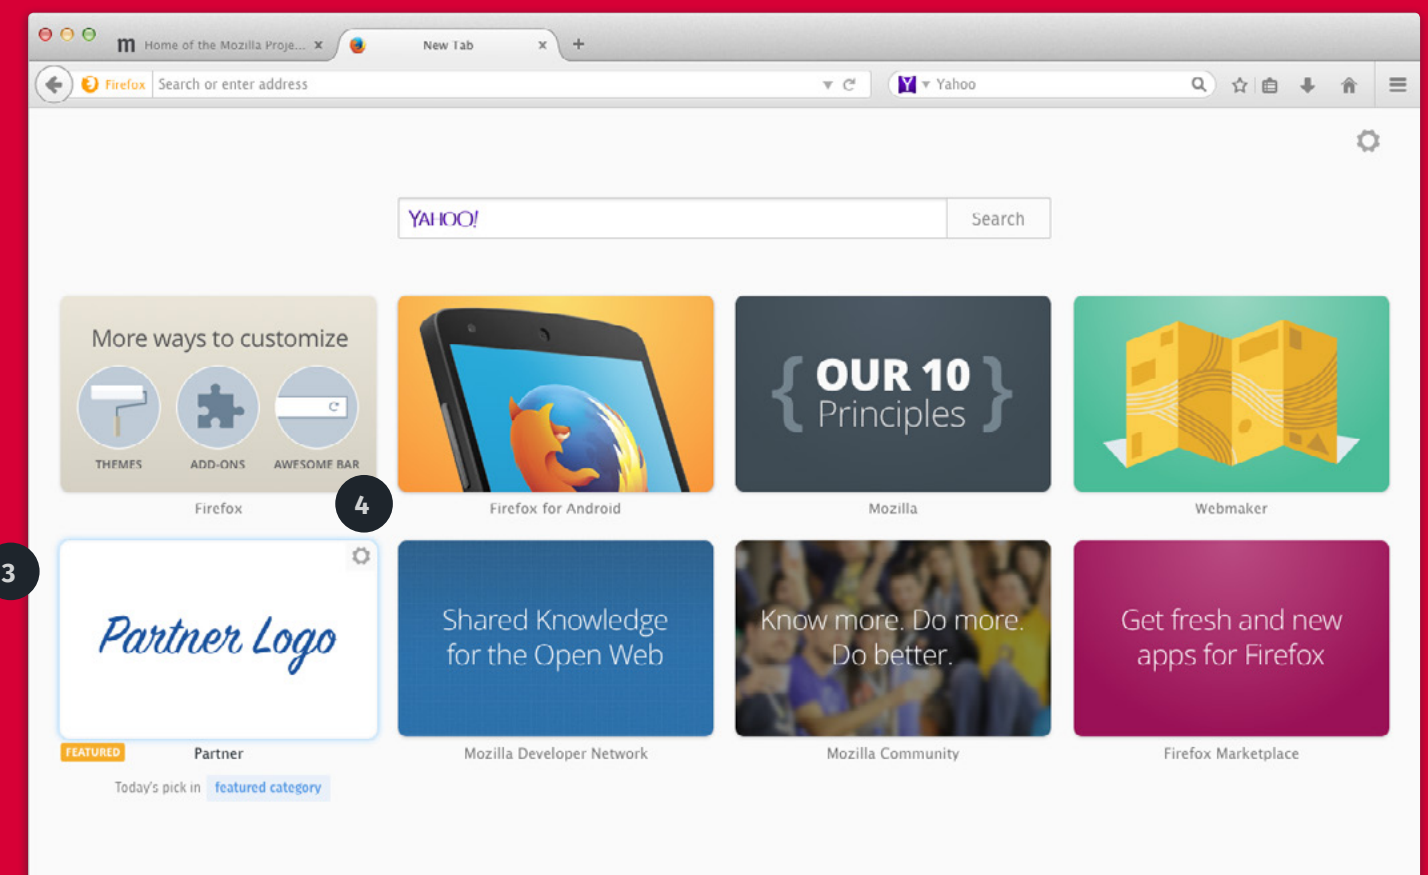 m Home of the Mozilla Proje... x
New Tab x +
Firefox Search or enter address
Y Yahoo
YAHOO! Search
More ways to customize
THEMES ADD-ONS AWESOME BAR
Firefox
Firefox for Android
{ OUR 10
Principles }
Mozilla
Webmaker
4
3
Partner Logo
FEATURED Partner
Today's pick in featured category
Shared Knowledge
for the Open Web
Mozilla Developer Network
Know more. Do more.
Do better.
Mozilla Community
Get fresh and new
apps for Firefox
Firefox Marketplace